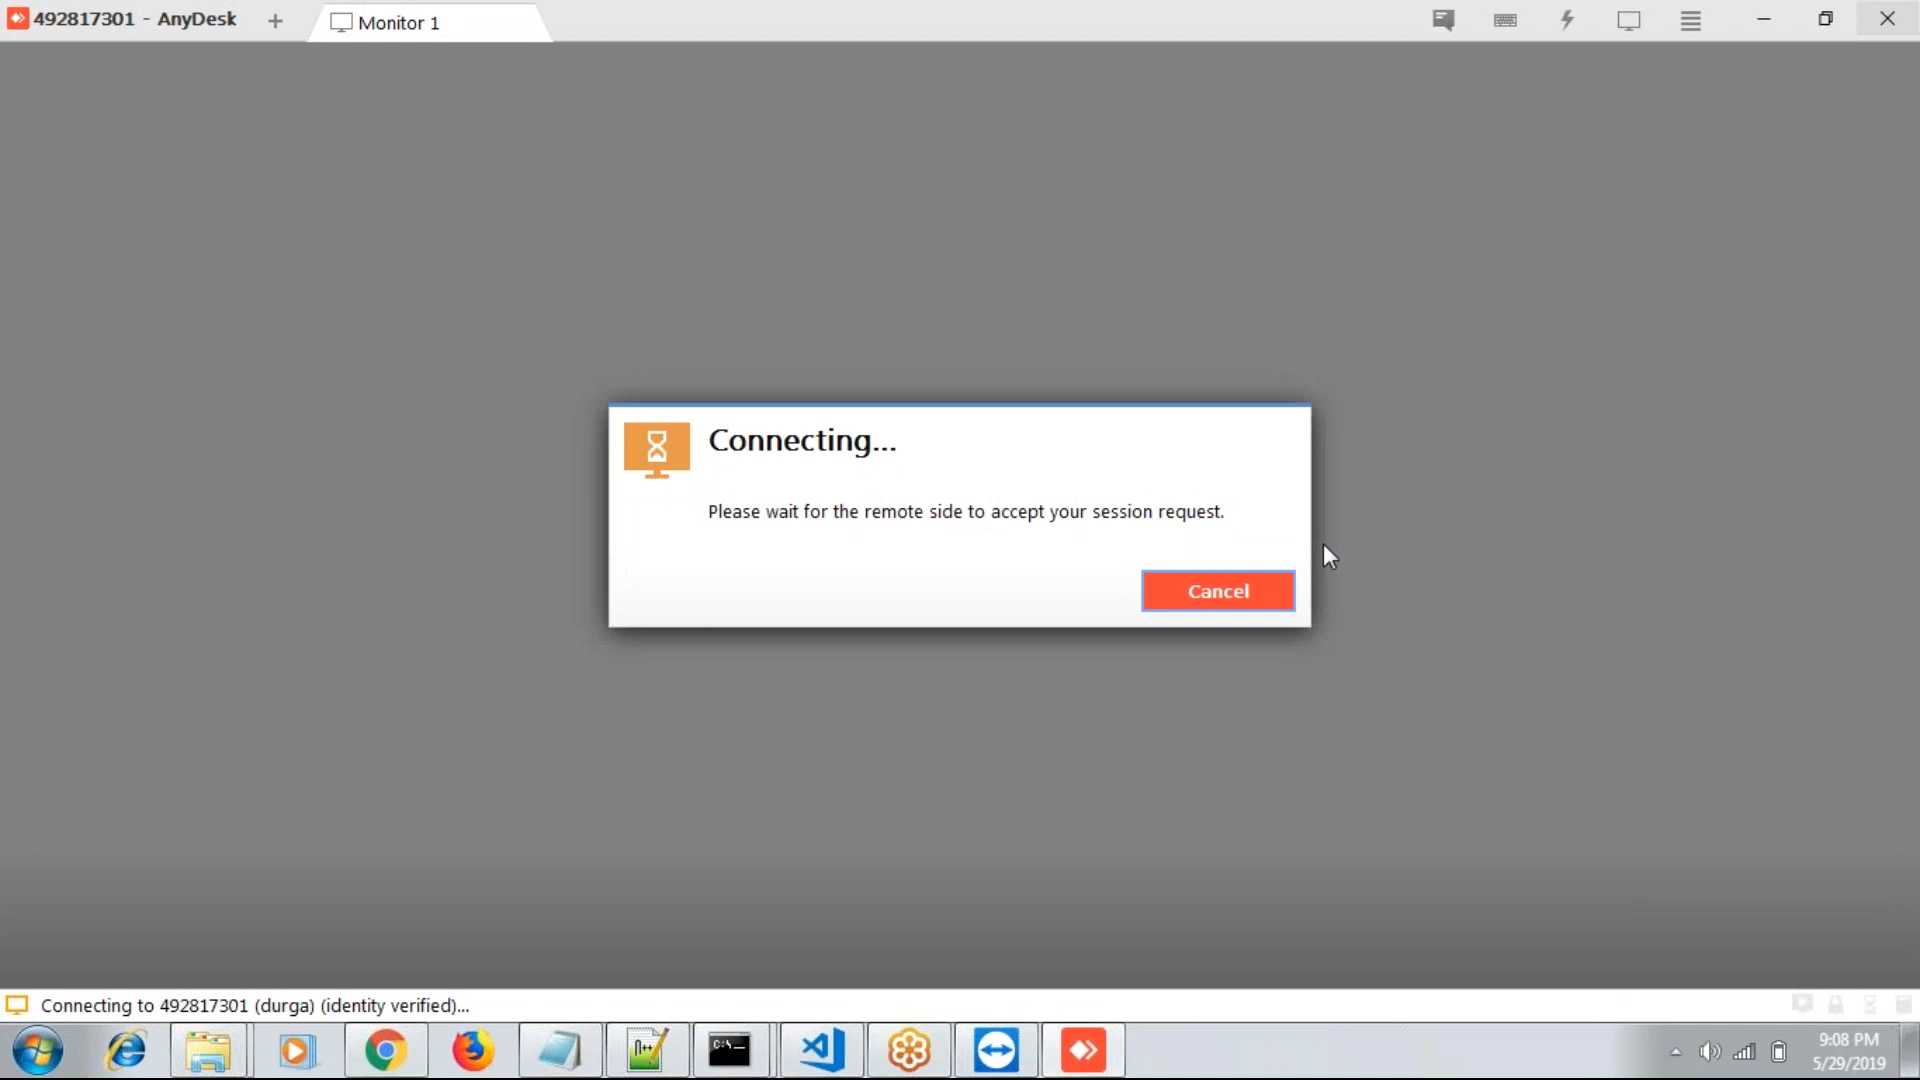 492817301 - AnyDesk
+
Monitor 1
Connecting...
Please wait for the remote side to accept your session request.
Cancel
Connecting to 492817301 (durga) (identity verified)...
C:\_
9:08 PM
5/29/2019